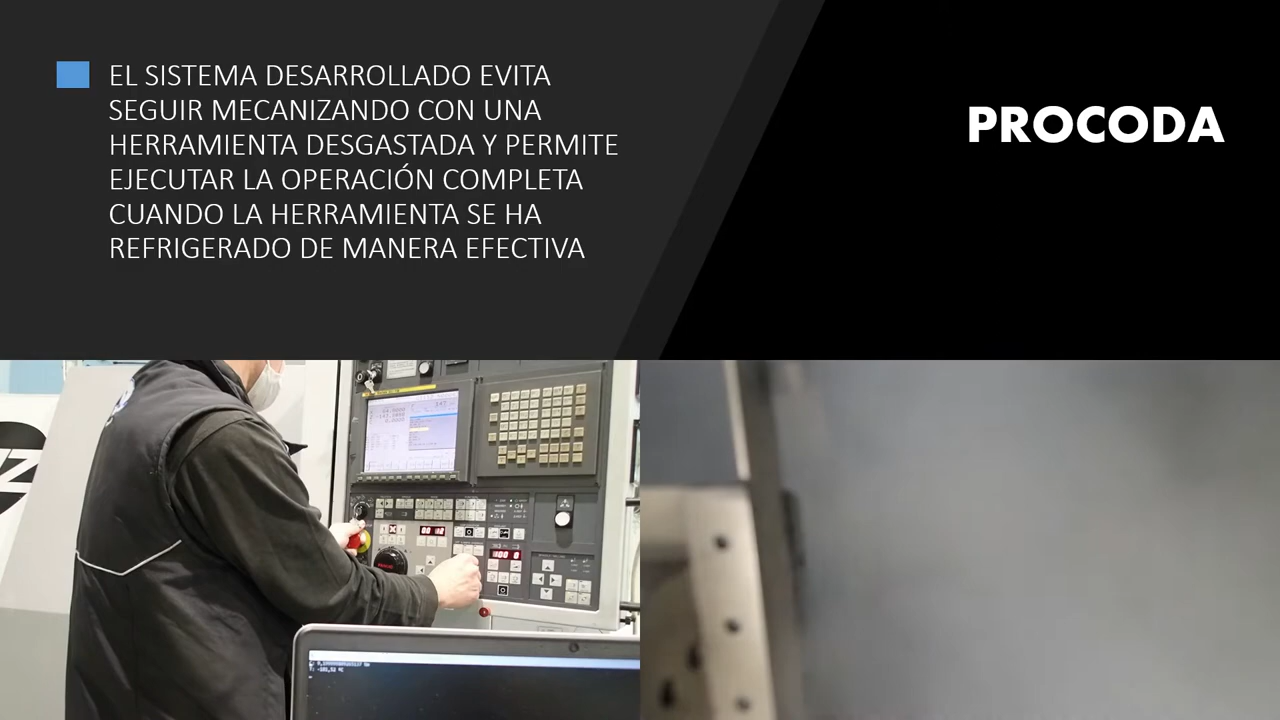 EL SISTEMA DESARROLLADO EVITA
SEGUIR MECANIZANDO CON UNA
HERRAMIENTA DESGASTADA Y PERMITE
EJECUTAR LA OPERACIÓN COMPLETA
CUANDO LA HERRAMIENTA SE HA
REFRIGERADO DE MANERA EFECTIVA
PROCODA